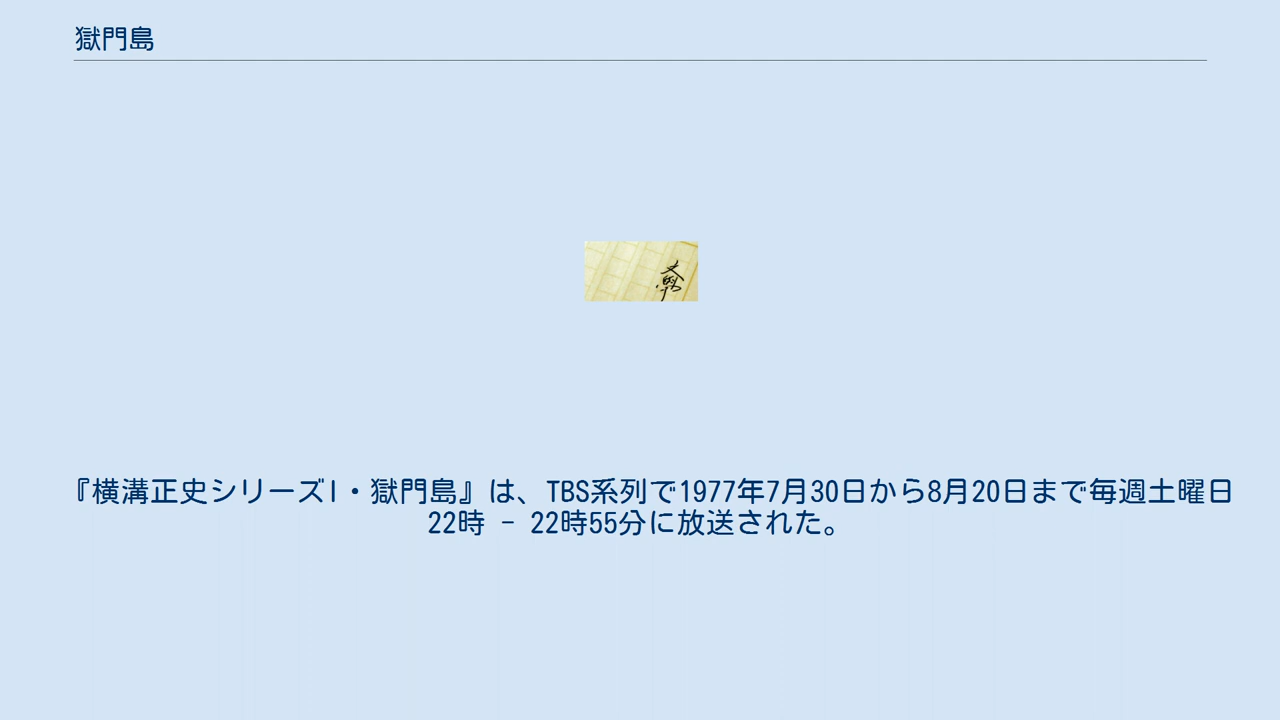 獄門島
『横溝正史シリーズI・獄門島』は、TBS系列で1977年7月30日から8月20日まで毎週土曜日
22時 - 22時55分に放送された。